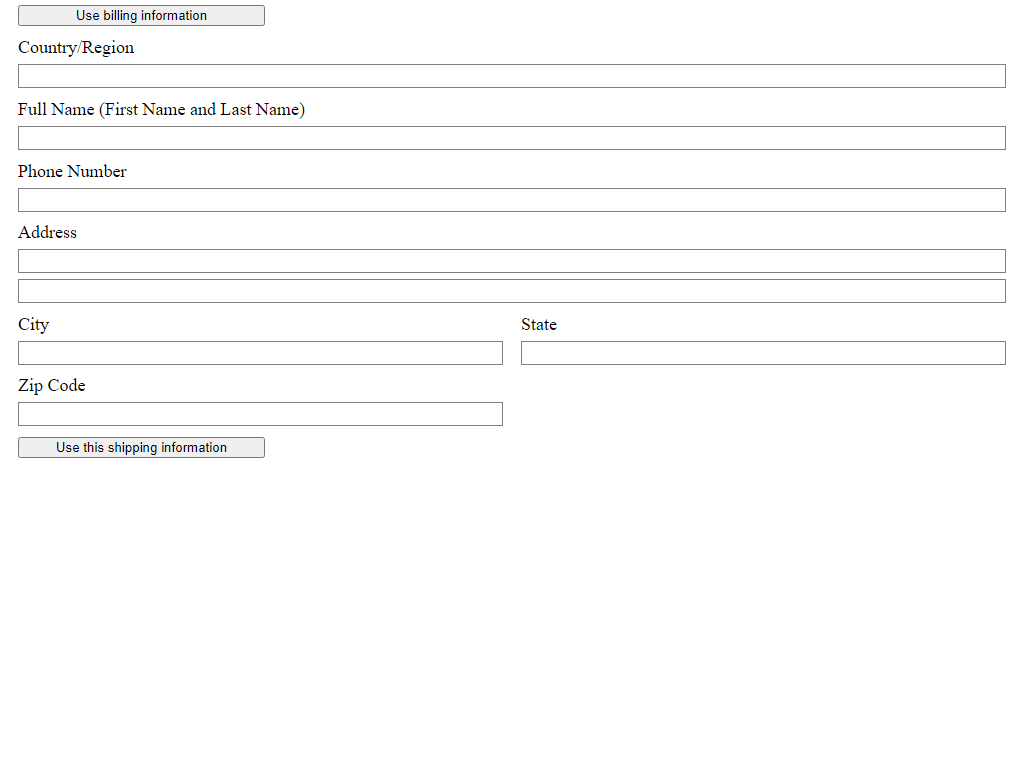 Use billing information
Country/Region
Full Name (First Name and Last Name)
Phone Number
Address
City
State
Zip Code
Use this shipping information